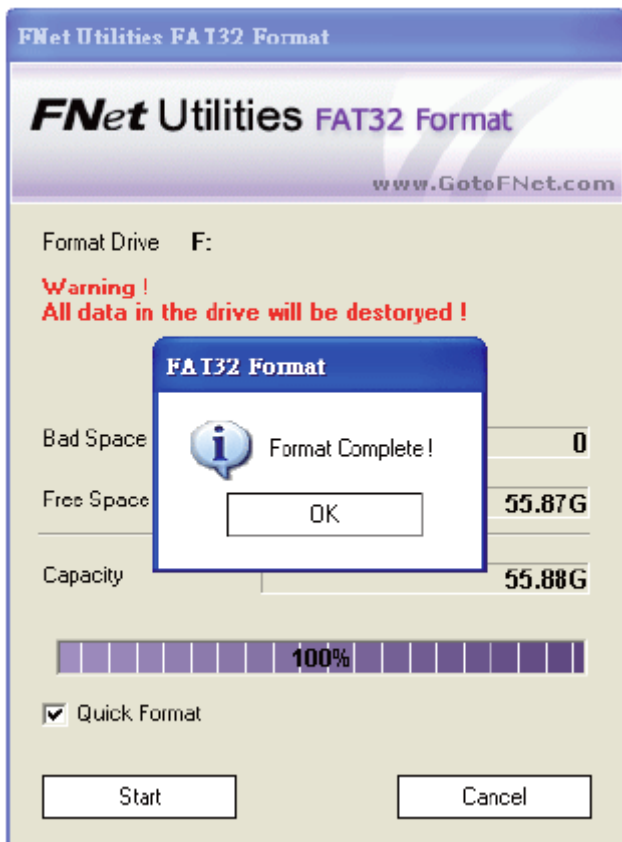 FNet Utilities FAT32 Format
FNet Utilities FAT32 Format
www.GotoFNet.com
Format Drive F:
Warning !
All data in the drive will be destoryed !
FAT32 Format
Format Complete !
OK
Bad Space 0
Free Space 55.87G
Capacity 55.88G
100%
Quick Format
Start Cancel